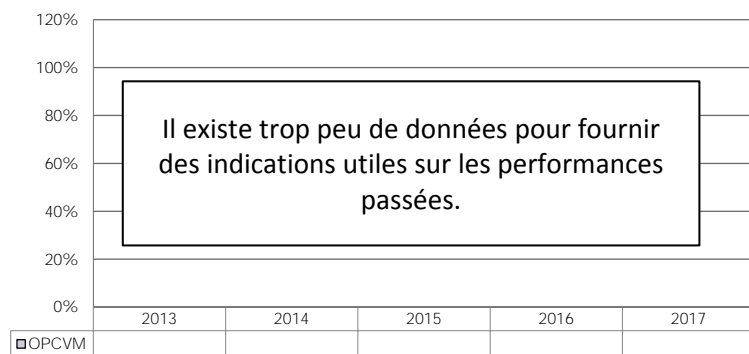 120%
100%
80%
60%
40%
20%
0%
Il existe trop peu de données pour fournir
des indications utiles sur les performances
passées.
2013 2014 2015 2016 2017
OPCVM